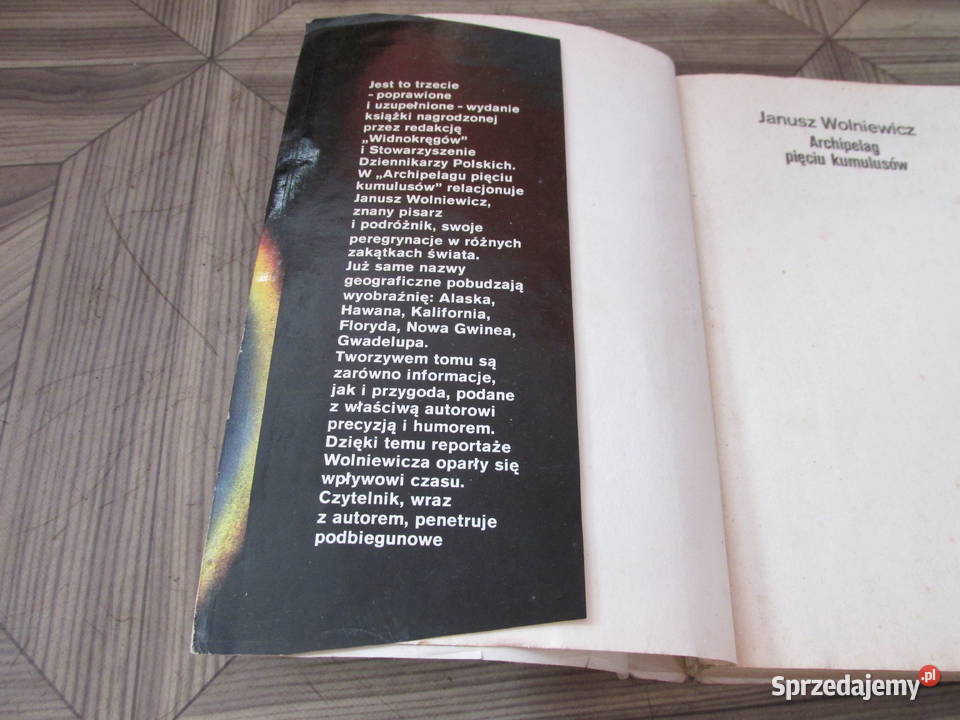 Jest to trzecie
- poprawione
i uzupełnione - wydanie
książki nagrodzonej
przez redakcję
„Widnokręgów”
i Stowarzyszenie
Dziennikarzy Polskich.
W „Archipelagu pięciu
kumulusów” relacjonuje
Janusz Wolniewicz,
znany pisarz
i podróżnik, swoje
peregrynacje w różnych
zakątkach świata.
Już same nazwy
geograficzne pobudzają
wyobraźnię: Alaska,
Hawana, Kalifornia,
Floryda, Nowa Gwinea,
Gwadelupa.
Tworzywem tomu są
zarówno informacje,
jak i przygoda, podane
z właściwą autorowi
precyzją i humorem.
Dzięki temu reportaże
Wolniewicza oparły się
wpływowi czasu.
Czytelnik, wraz
z autorem, penetruje
podbiegunowe
Janusz Wolniewicz
Archipelag
pięciu kumulusów
Sprzedajemy.pl